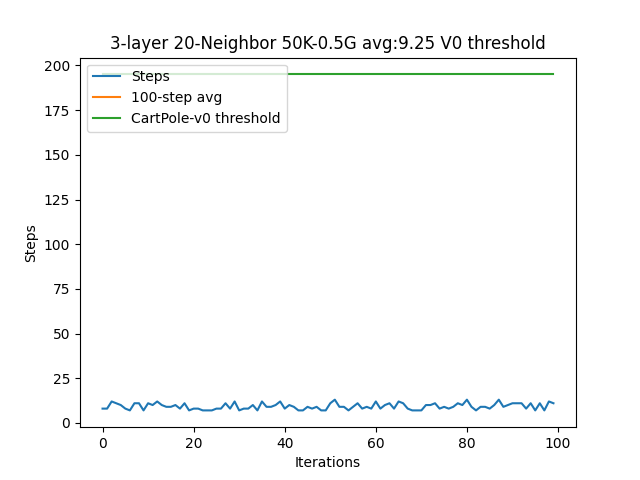 3-layer 20-Neighbor 50K-0.5G avg:9.25 V0 threshold
Steps
100-step avg
CartPole-v0 threshold
200
175
150
125
100
75
50
25
0
Steps
0 20 40 60 80 100
Iterations